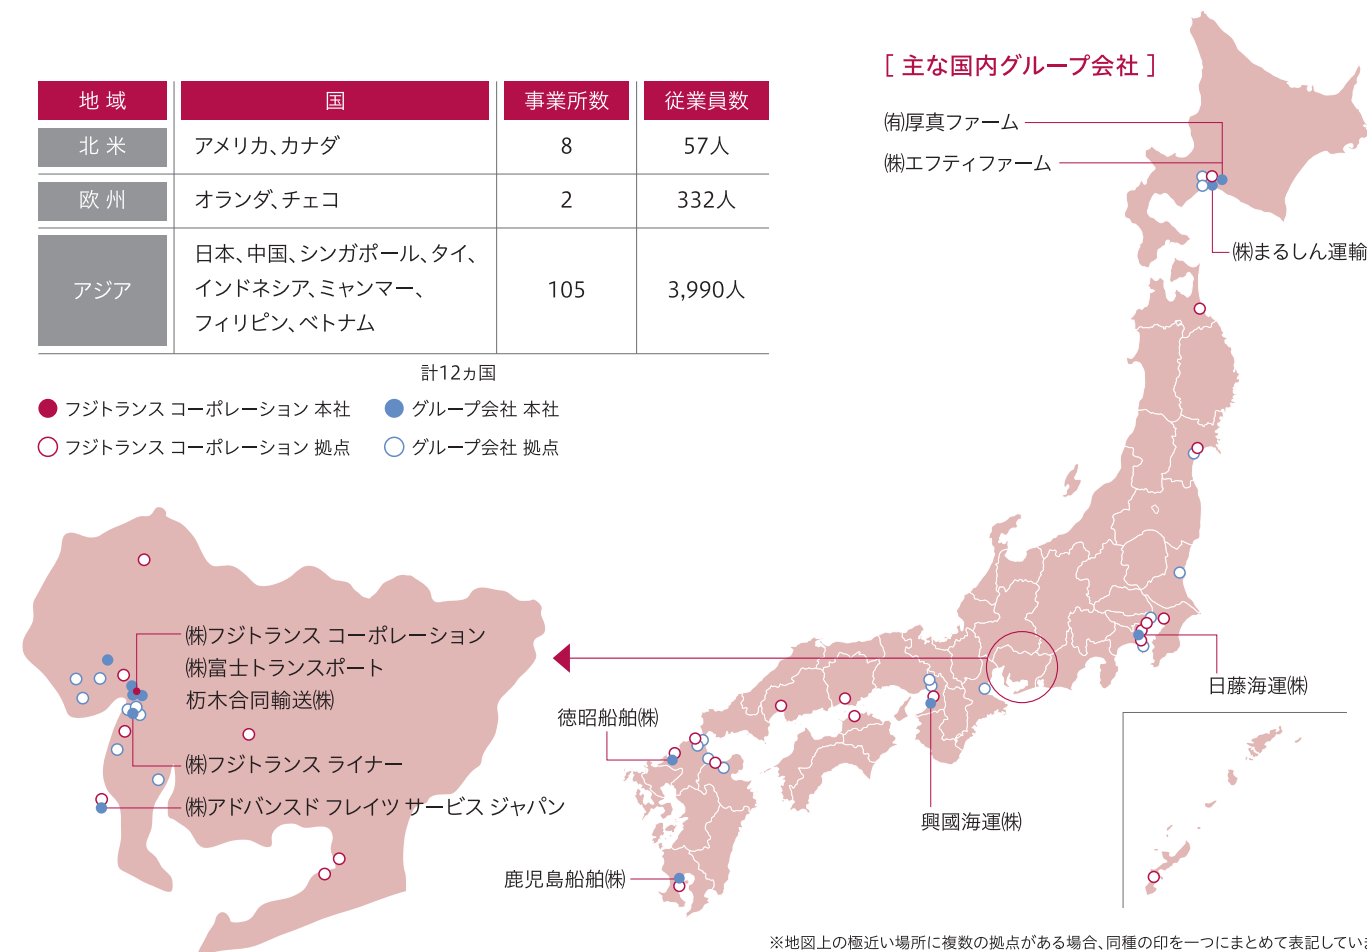 地域 国 事業所数 従業員数
北米 アメリカ、カナダ 8 57人
欧州 オランダ、チェコ 2 332人
アジア 日本、中国、シンガポール、タイ、
インドネシア、ミャンマー、
フィリピン、ベトナム 105 3,990人
計12ヵ国
フジトランス コーポレーション 本社
グループ会社 本社
フジトランス コーポレーション 拠点
グループ会社 拠点
[ 主な国内グループ会社 ]
㈲厚真ファーム
㈱エフティファーム
㈱まるしん運輸
㈱フジトランス コーポレーション
㈱富士トランスポート
朽木合同輸送㈱
㈱フジトランス ライナー
㈱アドバンスド フレイツ サービス ジャパン
日藤海運㈱
徳昭船舶㈱
興國海運㈱
鹿児島船舶㈱
※地図上の極近い場所に複数の拠点がある場合、同種の印を一つにまとめて表記してい